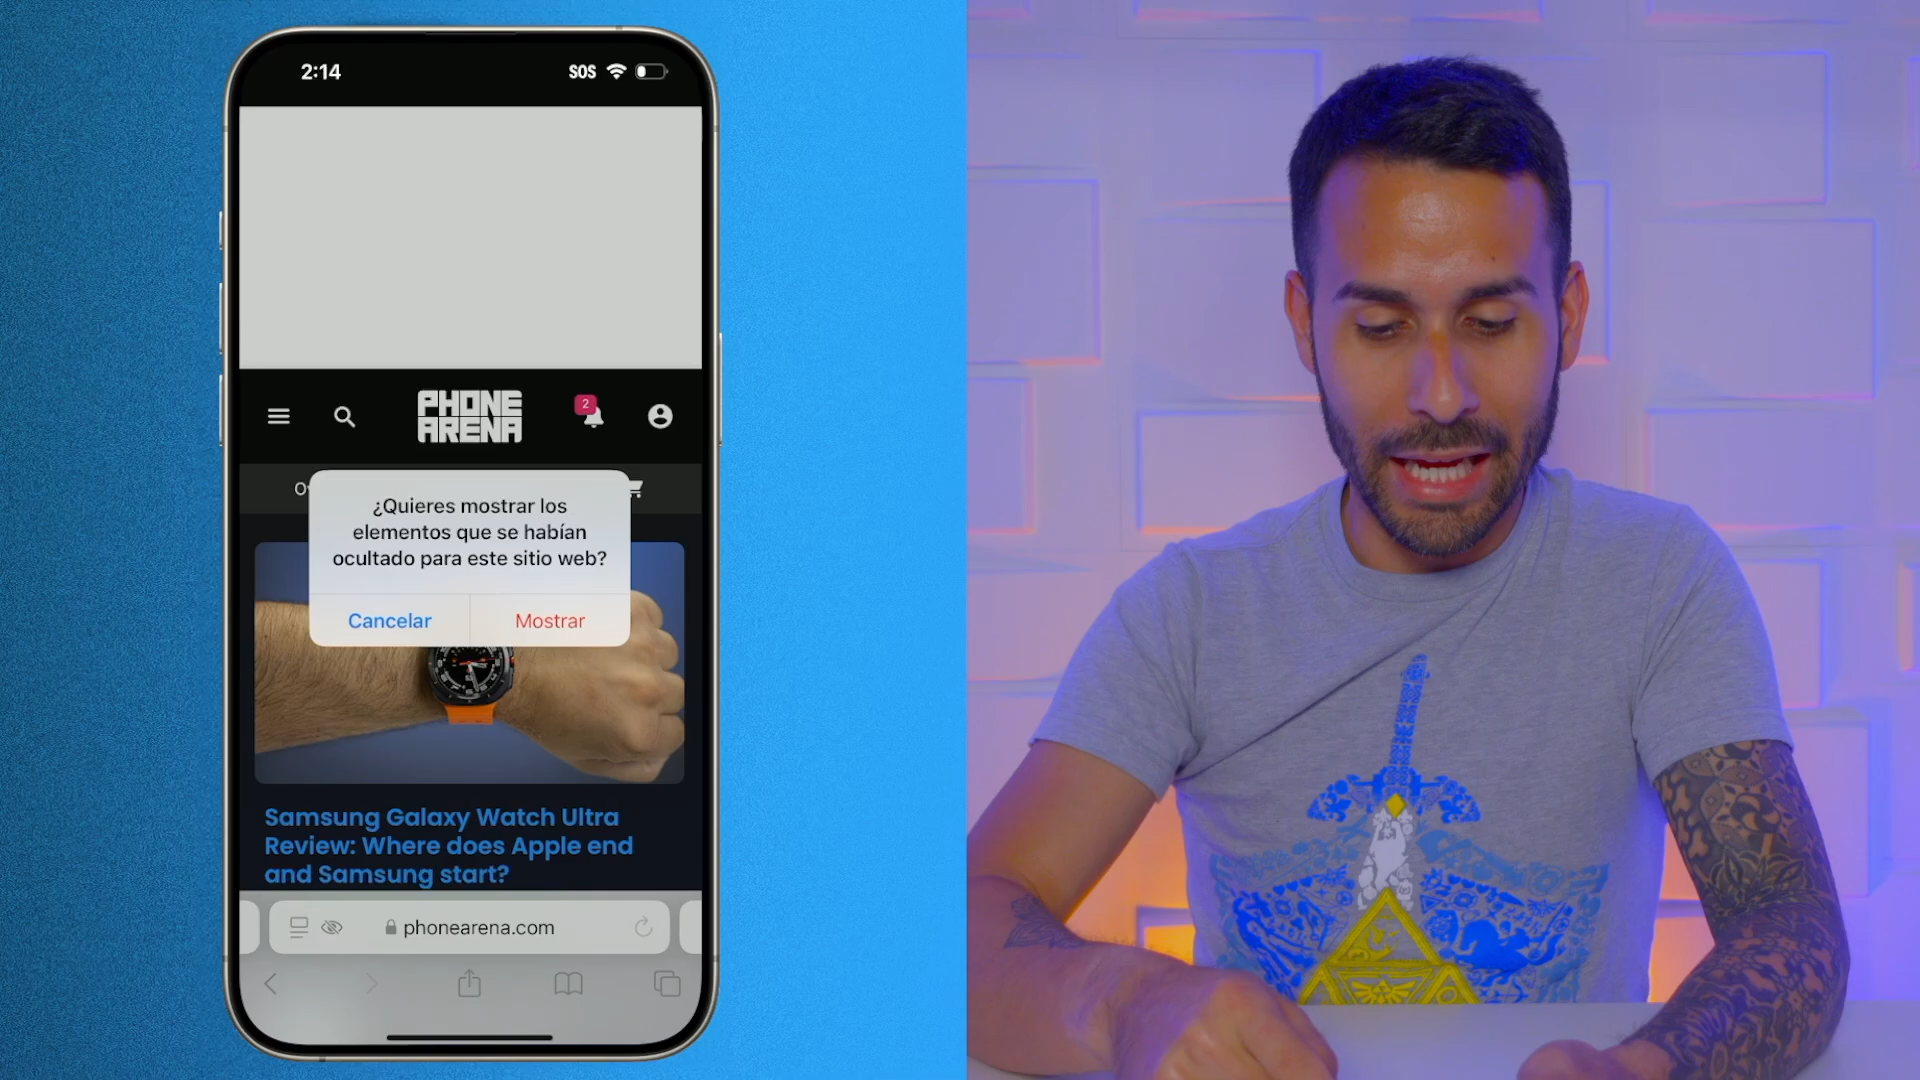 2:14
SOS
PHONE
ARENA
2
¿Quieres mostrar los
elementos que se habían
ocultado para este sitio web?
Cancelar
Mostrar
Samsung Galaxy Watch Ultra
Review: Where does Apple end
and Samsung start?
phonearena.com